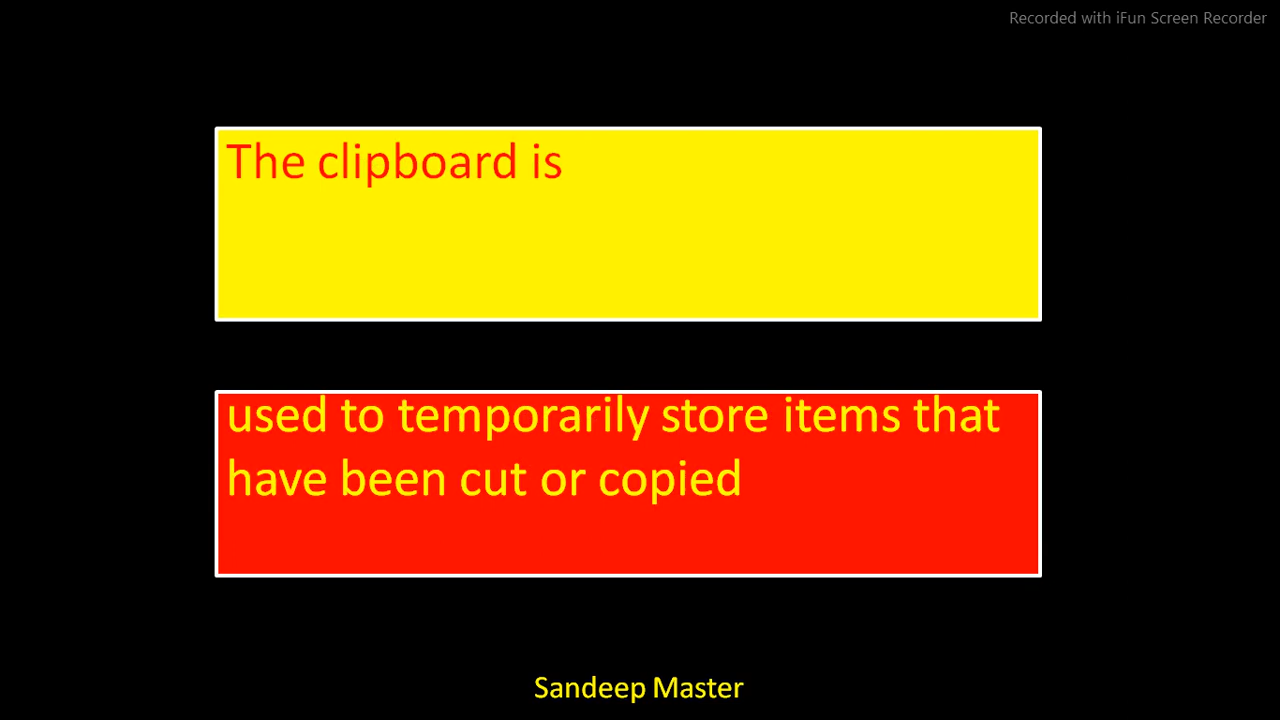 Recorded with iFun Screen Recorder
The clipboard is
used to temporarily store items that
have been cut or copied
Sandeep Master